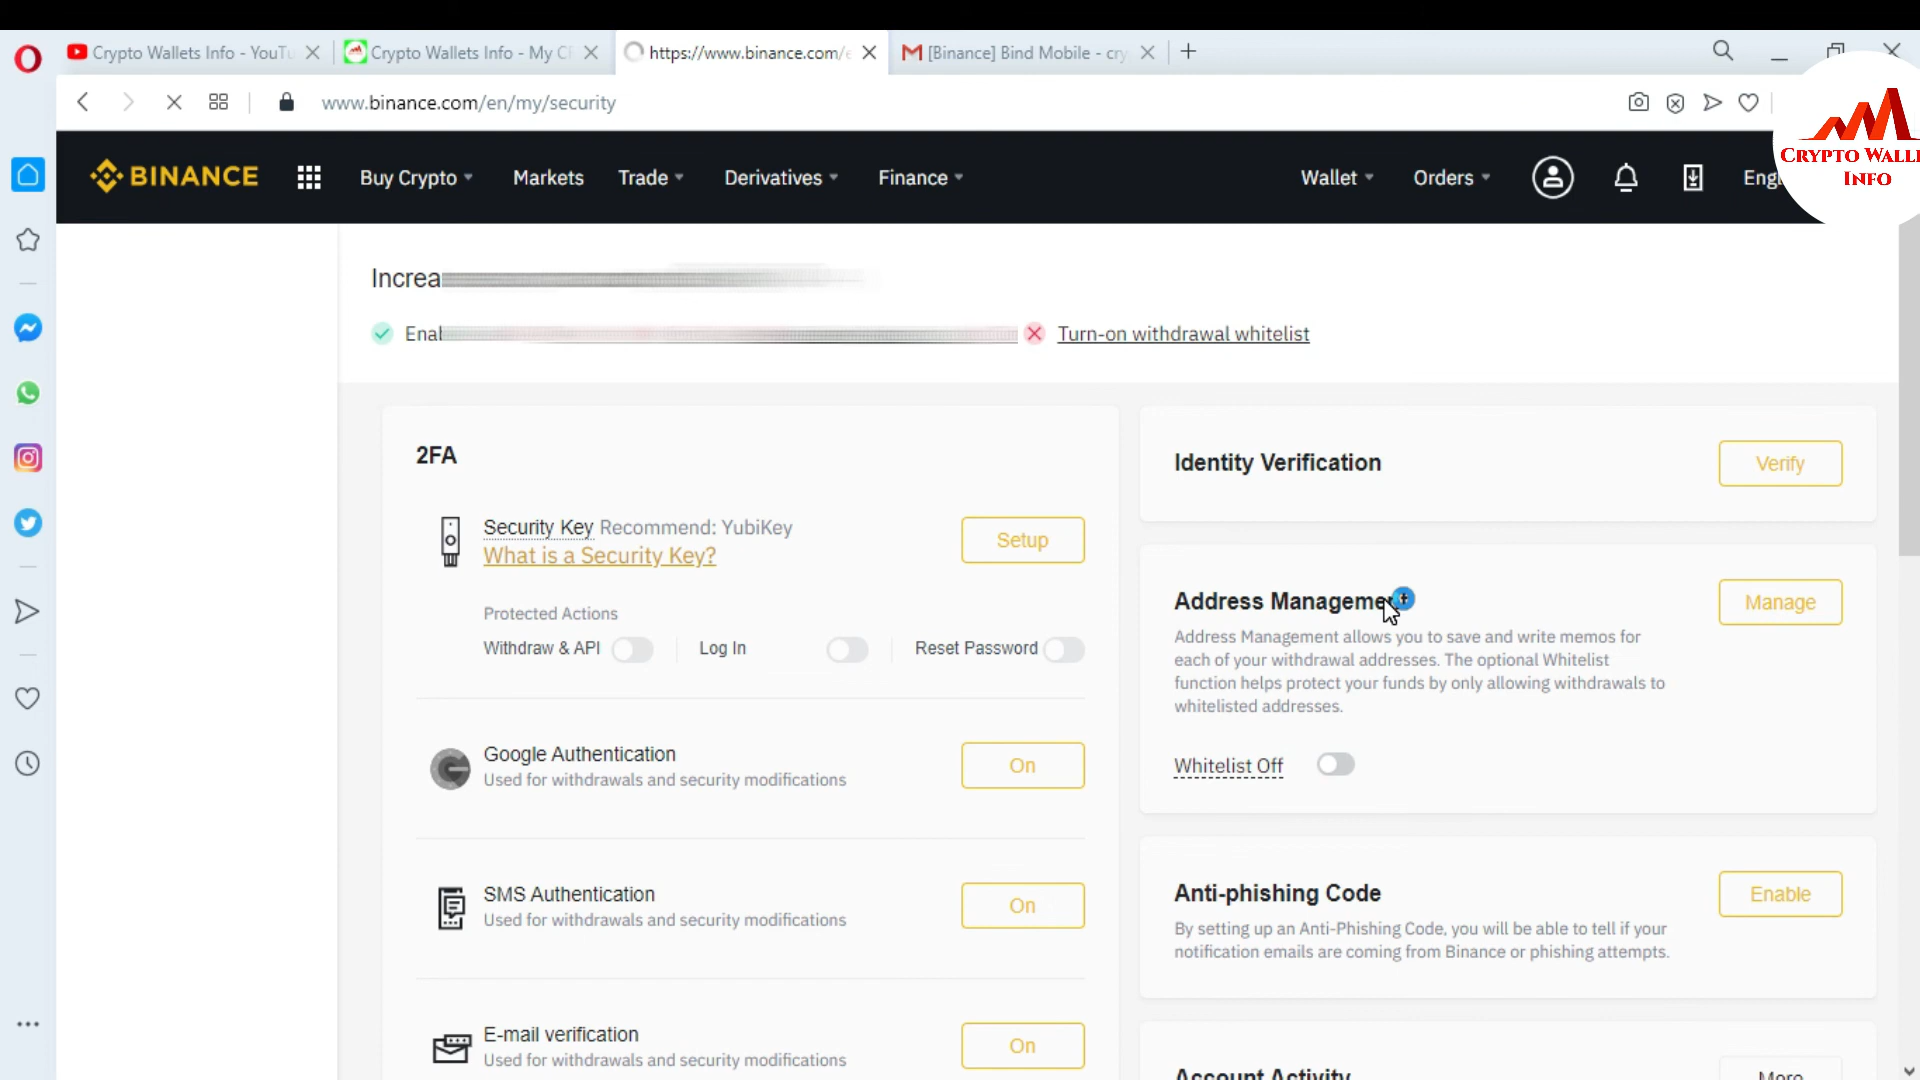 Crypto Wallets Info - YouTu
Crypto Wallets Info - My C
https://www.binance.com/e
[Binance] Bind Mobile - cry
www.binance.com/en/my/security
CRYPTO WALLE
INFO
BINANCE
Buy Crypto
Markets
Trade
Derivatives
Finance
Wallet
Orders
Engl
Increa
Enal
Turn-on withdrawal whitelist
2FA
Security Key Recommend: YubiKey
What is a Security Key?
Setup
Protected Actions
Withdraw & API
Log In
Reset Password
Google Authentication
Used for withdrawals and security modifications
On
SMS Authentication
Used for withdrawals and security modifications
On
E-mail verification
Used for withdrawals and security modifications
On
Identity Verification
Verify
Address Managemen
Manage
Address Management allows you to save and write memos for
each of your withdrawal addresses. The optional Whitelist
function helps protect your funds by only allowing withdrawals to
whitelisted addresses.
Whitelist Off
Anti-phishing Code
Enable
By setting up an Anti-Phishing Code, you will be able to tell if your
notification emails are coming from Binance or phishing attempts.
Account Activity
More